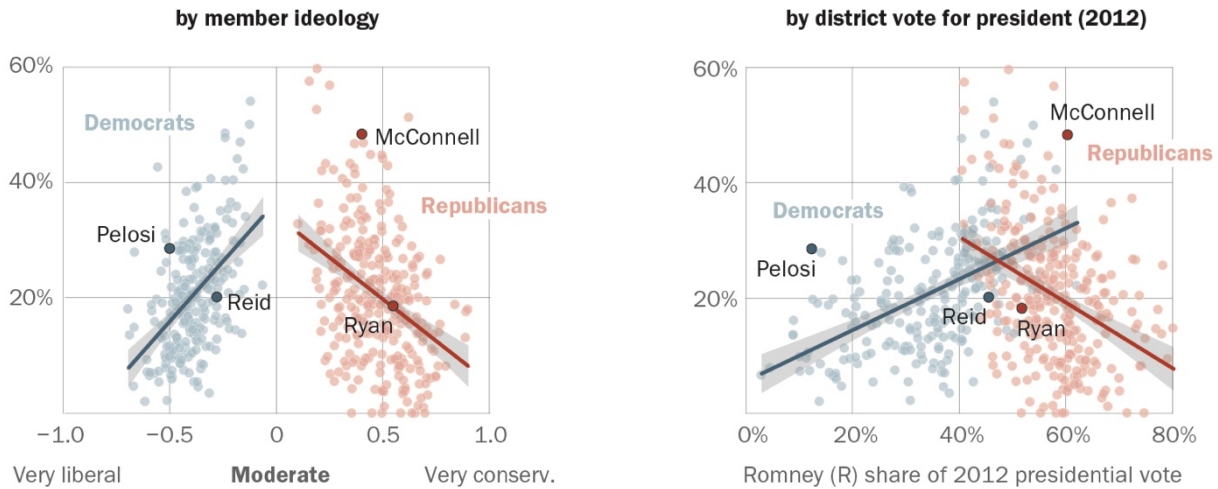 by member ideology
60%
40%
20%
Democrats
McConnell
Republicans
Pelosi
Reid
Ryan
−1.0 −0.5 0 0.5 1.0
Very liberal Moderate Very conserv.
by district vote for president (2012)
60%
40%
20%
McConnell
Republicans
Democrats
Pelosi
Reid
Ryan
0% 20% 40% 60% 80%
Romney (R) share of 2012 presidential vote